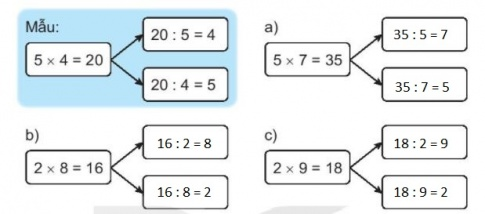 Mẫu:
5 × 4 = 20
20 : 5 = 4
20 : 4 = 5
a)
5 × 7 = 35
35 : 5 = 7
35 : 7 = 5
b)
2 × 8 = 16
16 : 2 = 8
16 : 8 = 2
c)
2 × 9 = 18
18 : 2 = 9
18 : 9 = 2